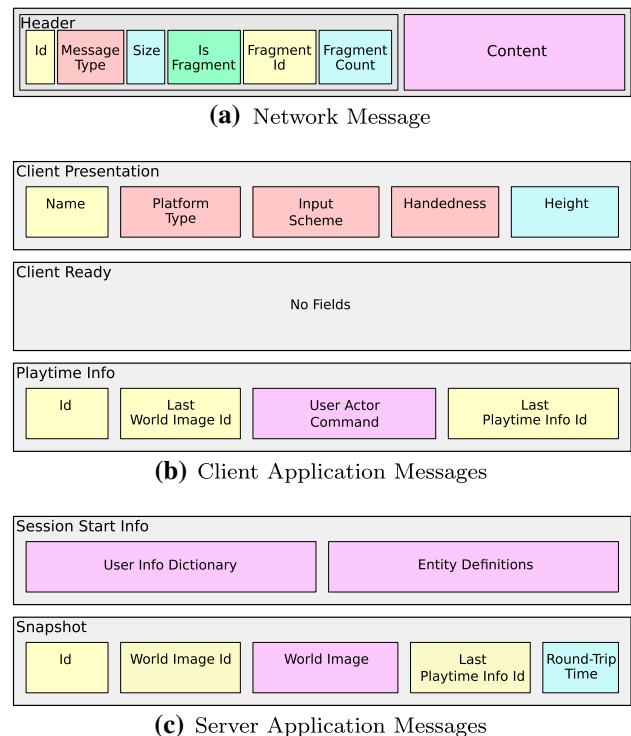 Header
Id
Message
Type
Size
Is
Fragment
Fragment
Id
Fragment
Count
Content
(a) Network Message
Client Presentation
Name
Platform
Type
Input
Scheme
Handedness
Height
Client Ready
No Fields
Playtime Info
Id
Last
World Image Id
User Actor
Command
Last
Playtime Info Id
(b) Client Application Messages
Session Start Info
User Info Dictionary
Entity Definitions
Snapshot
Id
World Image Id
World Image
Last
Playtime Info Id
Round-Trip
Time
(c) Server Application Messages